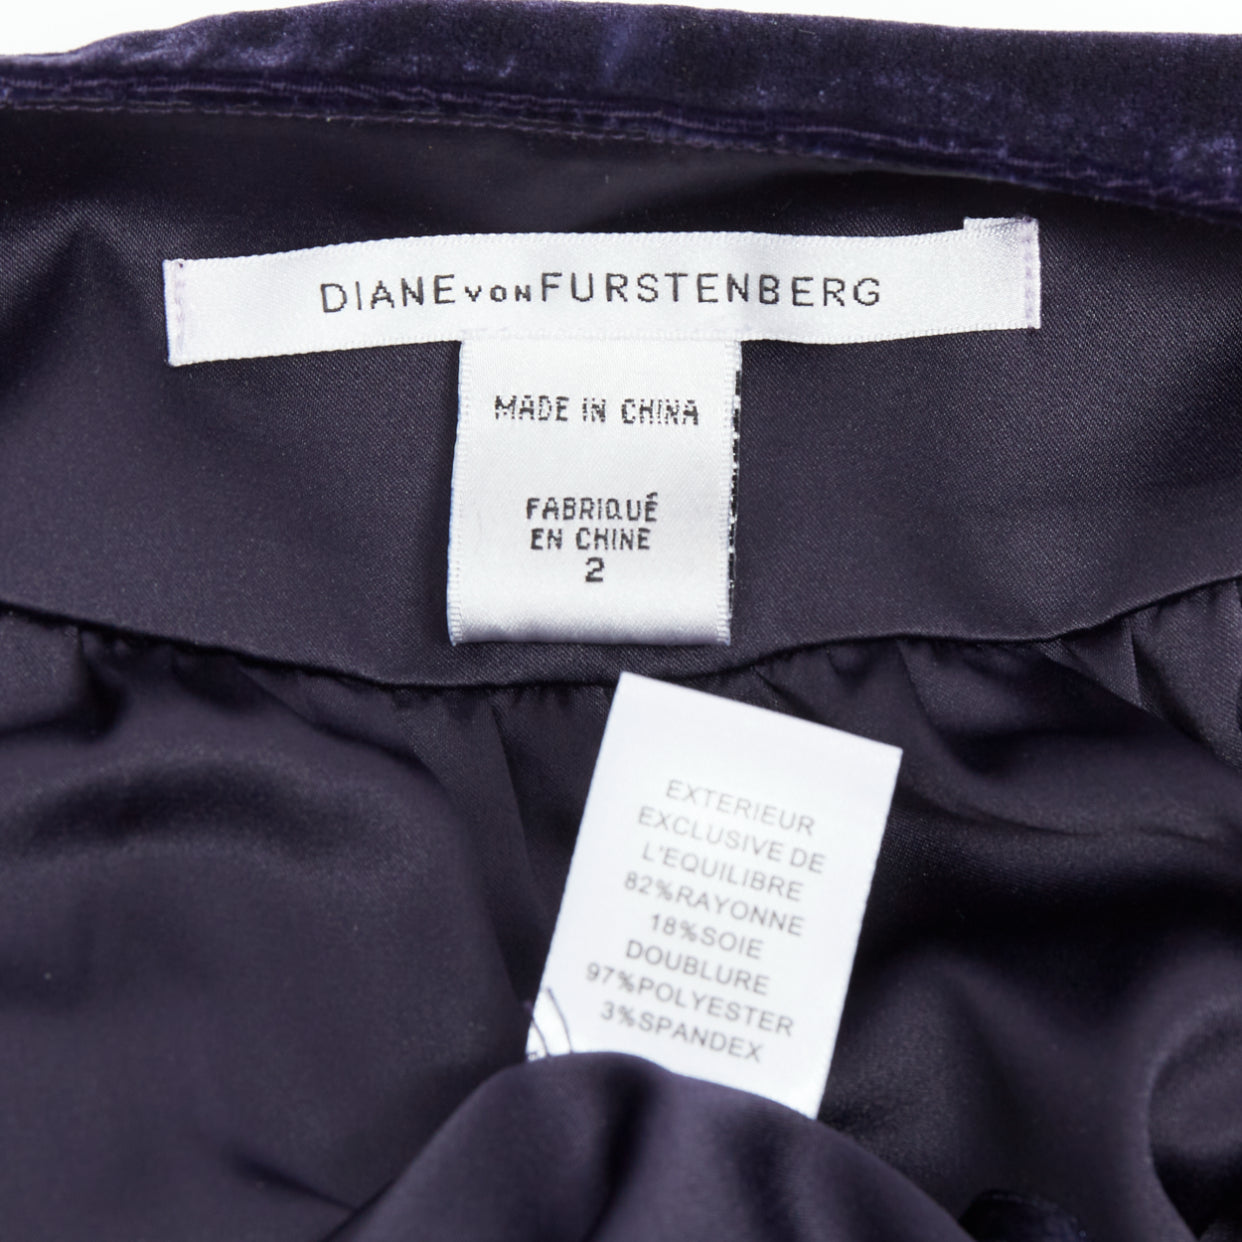 DIANE VON FURSTENBERG
MADE IN CHINA
FABRIQUÉ
EN CHINE
2
EXTERIEUR
EXCLUSIVE DE
L'EQUILIBRE
82%RAYONNE
18%SOIE
DOUBLURE
97%POLYESTER
3%SPANDEX